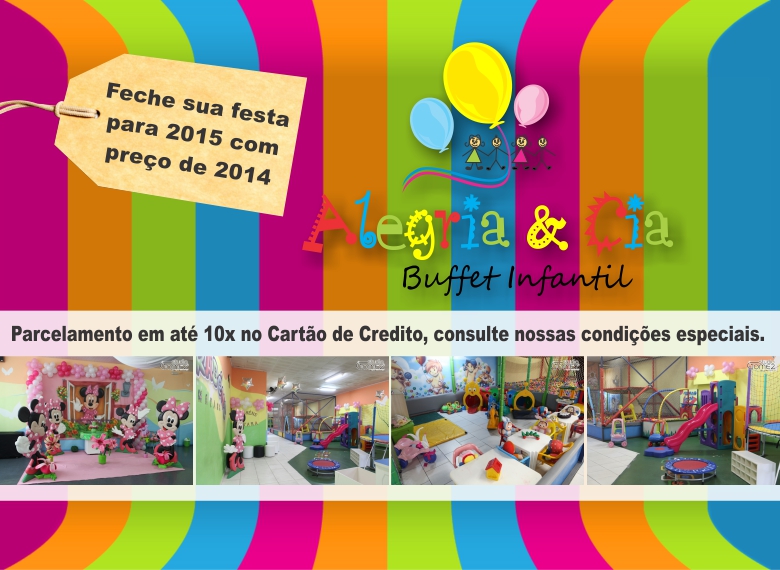 Feche sua festa
para 2015 com
preço de 2014
Alegria & Cia
Buffet Infantil
Parcelamento em até 10x no Cartão de Credito, consulte nossas condições especiais.